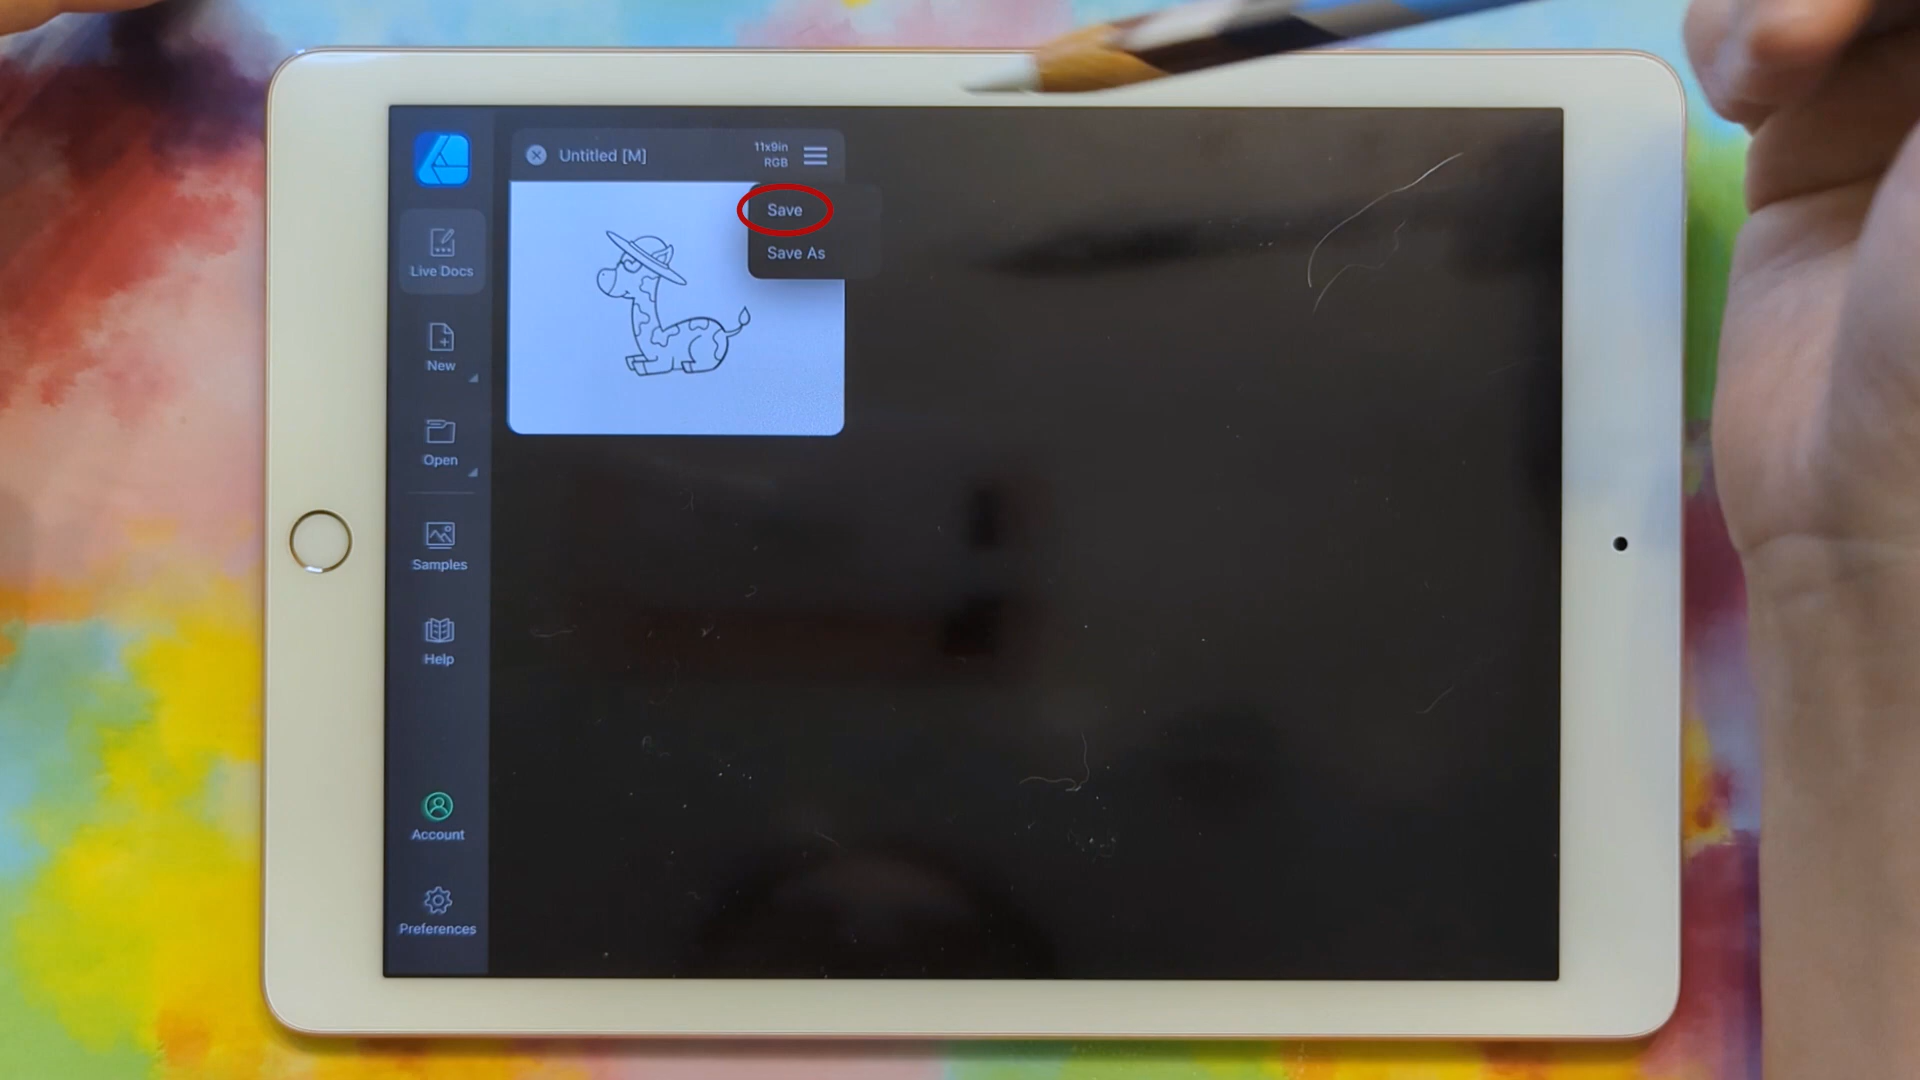 Untitled [M]
11x9in
RGB
Save
Save As
Live Docs
New
Open
Samples
Help
Account
Preferences